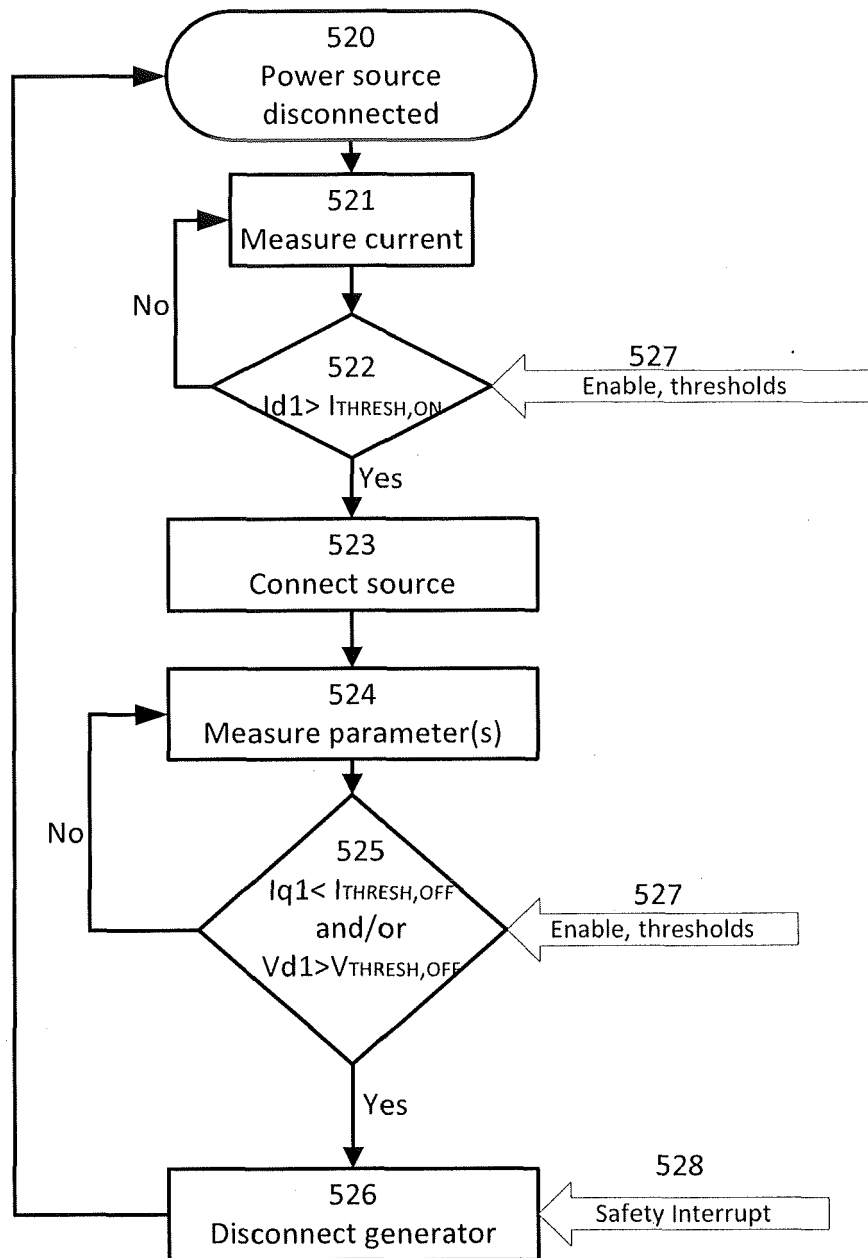 520
Power source
disconnected
521
Measure current
No
522
Id1> ITHRESH,ON
527
Enable, thresholds
Yes
523
Connect source
524
Measure parameter(s)
No
525
Iq1< ITHRESH,OFF
and/or
Vd1>VTHRESH,OFF
527
Enable, thresholds
Yes
526
Disconnect generator
528
Safety Interrupt